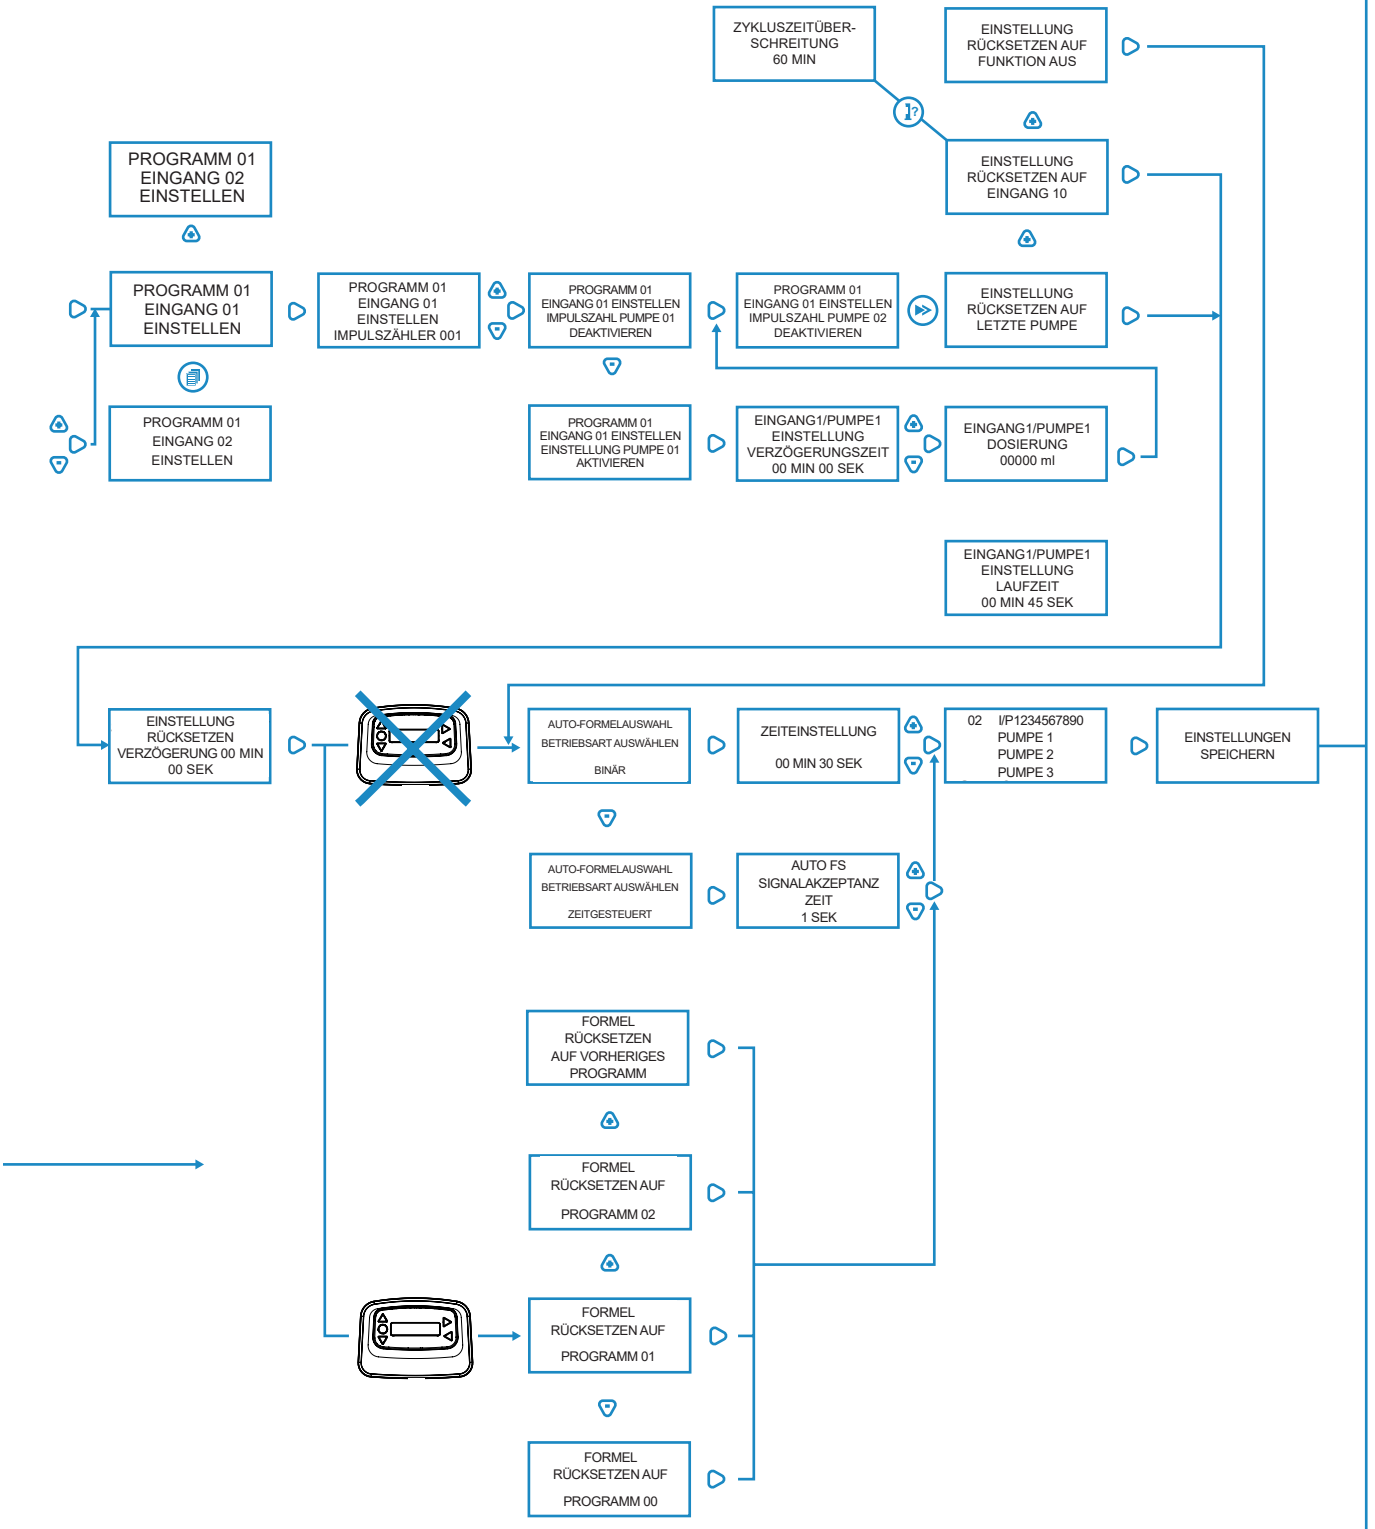 ZYKLUSZEITÜBER-
SCHREITUNG
60 MIN
EINSTELLUNG
RÜCKSETZEN AUF
FUNKTION AUS
?
EINSTELLUNG
RÜCKSETZEN AUF
EINGANG 10
PROGRAMM 01
EINGANG 02
EINSTELLEN
PROGRAMM 01
EINGANG 01
EINSTELLEN
PROGRAMM 01
EINGANG 01
EINSTELLEN
IMPULSZÄHLER 001
PROGRAMM 01
EINGANG 01 EINSTELLEN
IMPULSZAHL PUMPE 01
DEAKTIVIEREN
PROGRAMM 01
EINGANG 01 EINSTELLEN
IMPULSZAHL PUMPE 02
DEAKTIVIEREN
EINSTELLUNG
RÜCKSETZEN AUF
LETZTE PUMPE
PROGRAMM 01
EINGANG 02
EINSTELLEN
PROGRAMM 01
EINGANG 01 EINSTELLEN
EINSTELLUNG PUMPE 01
AKTIVIEREN
EINGANG1/PUMPE1
EINSTELLUNG
VERZÖGERUNGSZEIT
00 MIN 00 SEK
EINGANG1/PUMPE1
DOSIERUNG
00000 ml
EINGANG1/PUMPE1
EINSTELLUNG
LAUFZEIT
00 MIN 45 SEK
EINSTELLUNG
RÜCKSETZEN
VERZÖGERUNG 00 MIN
00 SEK
AUTO-FORMELAUSWAHL
BETRIEBSART AUSWÄHLEN
BINÄR
ZEITEINSTELLUNG
00 MIN 30 SEK
02 I/P1234567890
PUMPE 1
PUMPE 2
PUMPE 3
EINSTELLUNGEN
SPEICHERN
AUTO-FORMELAUSWAHL
BETRIEBSART AUSWÄHLEN
ZEITGESTEUERT
AUTO FS
SIGNALAKZEPTANZ
ZEIT
1 SEK
FORMEL
RÜCKSETZEN
AUF VORHERIGES
PROGRAMM
FORMEL
RÜCKSETZEN AUF
PROGRAMM 02
FORMEL
RÜCKSETZEN AUF
PROGRAMM 01
FORMEL
RÜCKSETZEN AUF
PROGRAMM 00